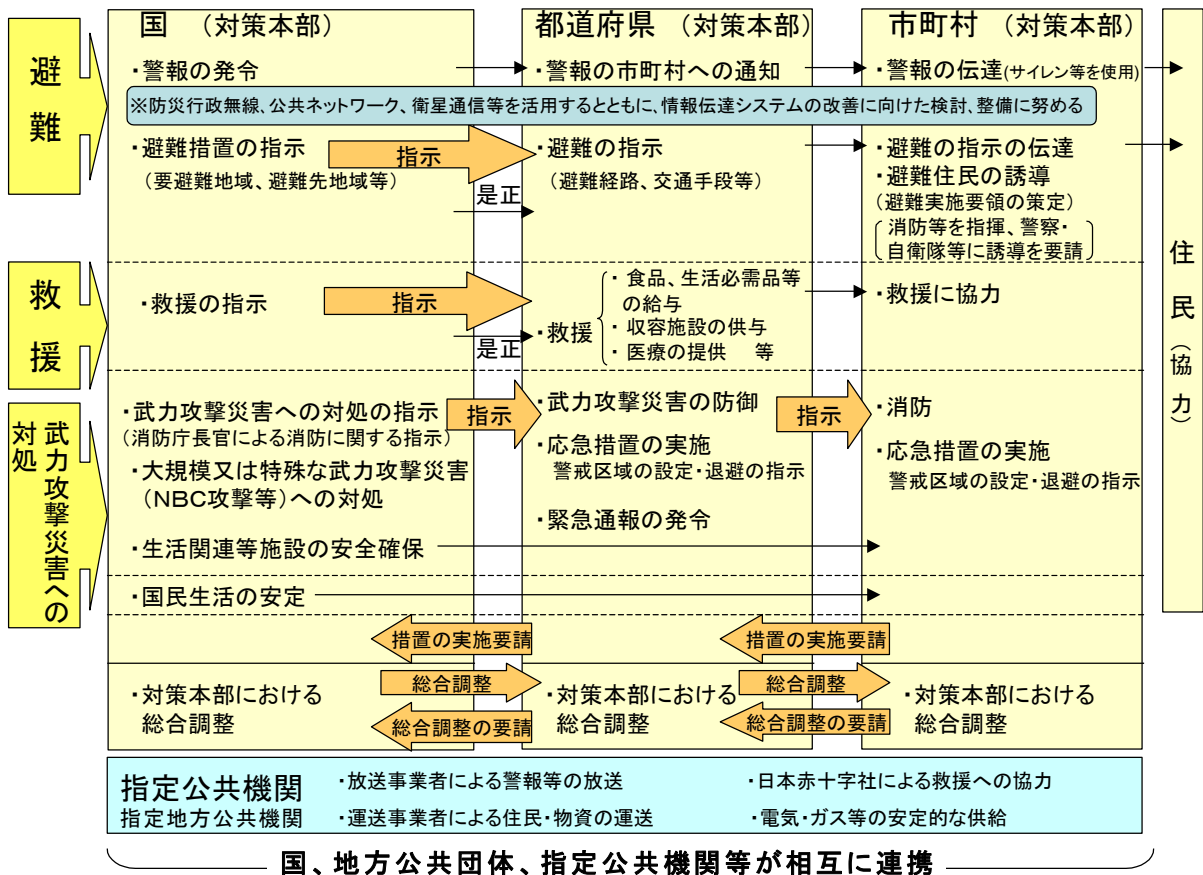 国 (対策本部)
都道府県 (対策本部)
市町村 (対策本部)
避難
・警報の発令
・警報の市町村への通知
・警報の伝達(サイレン等を使用)
※防災行政無線、公共ネットワーク、衛星通信等を活用するとともに、情報伝達システムの改善に向けた検討、整備に努める
・避難措置の指示
(要避難地域、避難先地域等)
指示
是正
・避難の指示
(避難経路、交通手段等)
・避難の指示の伝達
・避難住民の誘導
(避難実施要領の策定)
消防等を指揮、警察・
自衛隊等に誘導を要請
救援
・救援の指示
指示
是正
・救援
・ 食品、生活必需品等
の給与
・ 収容施設の供与
・ 医療の提供 等
・救援に協力
武力攻撃災害への
対処
・武力攻撃災害への対処の指示
(消防庁長官による消防に関する指示)
・大規模又は特殊な武力攻撃災害
(NBC攻撃等)への対処
指示
・武力攻撃災害の防御
・応急措置の実施
警戒区域の設定・退避の指示
・緊急通報の発令
指示
・消防
・応急措置の実施
警戒区域の設定・退避の指示
・生活関連等施設の安全確保
・国民生活の安定
措置の実施要請
措置の実施要請
・対策本部における
総合調整
総合調整
総合調整の要請
・対策本部における
総合調整
総合調整
総合調整の要請
・対策本部における
総合調整
住民(協力)
指定公共機関
指定地方公共機関
・放送事業者による警報等の放送
・日本赤十字社による救援への協力
・運送事業者による住民・物資の運送
・電気・ガス等の安定的な供給
国、地方公共団体、指定公共機関等が相互に連携